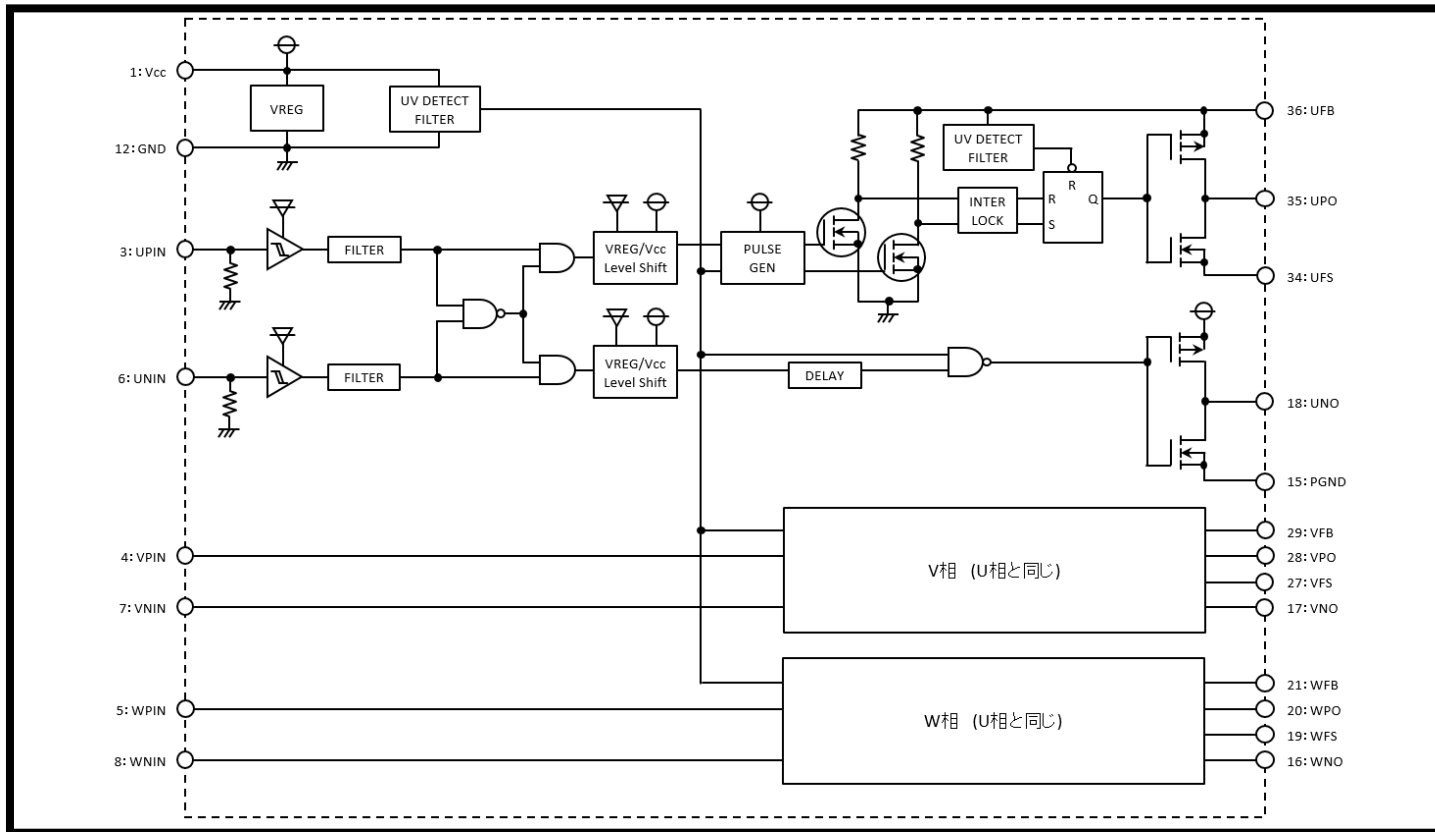 1: Vcc
VREG
UV DETECT
FILTER
12: GND
36: UFB
UV DETECT
FILTER
R
R
Q
S
INTER
LOCK
35: UPO
34: UFS
3: UPIN
FILTER
VREG/Vcc
Level Shift
PULSE
GEN
6: UNIN
FILTER
VREG/Vcc
Level Shift
DELAY
18: UNO
15: PGND
4: VPIN
7: VNIN
V相 (U相と同じ)
29: VFB
28: VPO
27: VFS
17: VNO
5: WPIN
8: WNIN
W相 (U相と同じ)
21: WFB
20: WPO
19: WFS
16: WNO